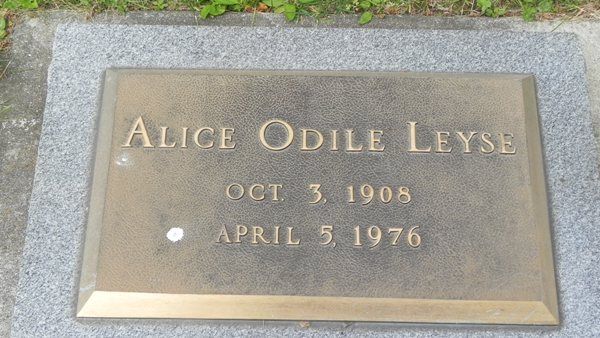 ALICE ODILE LEYSE
OCT. 3, 1908
APRIL 5, 1976